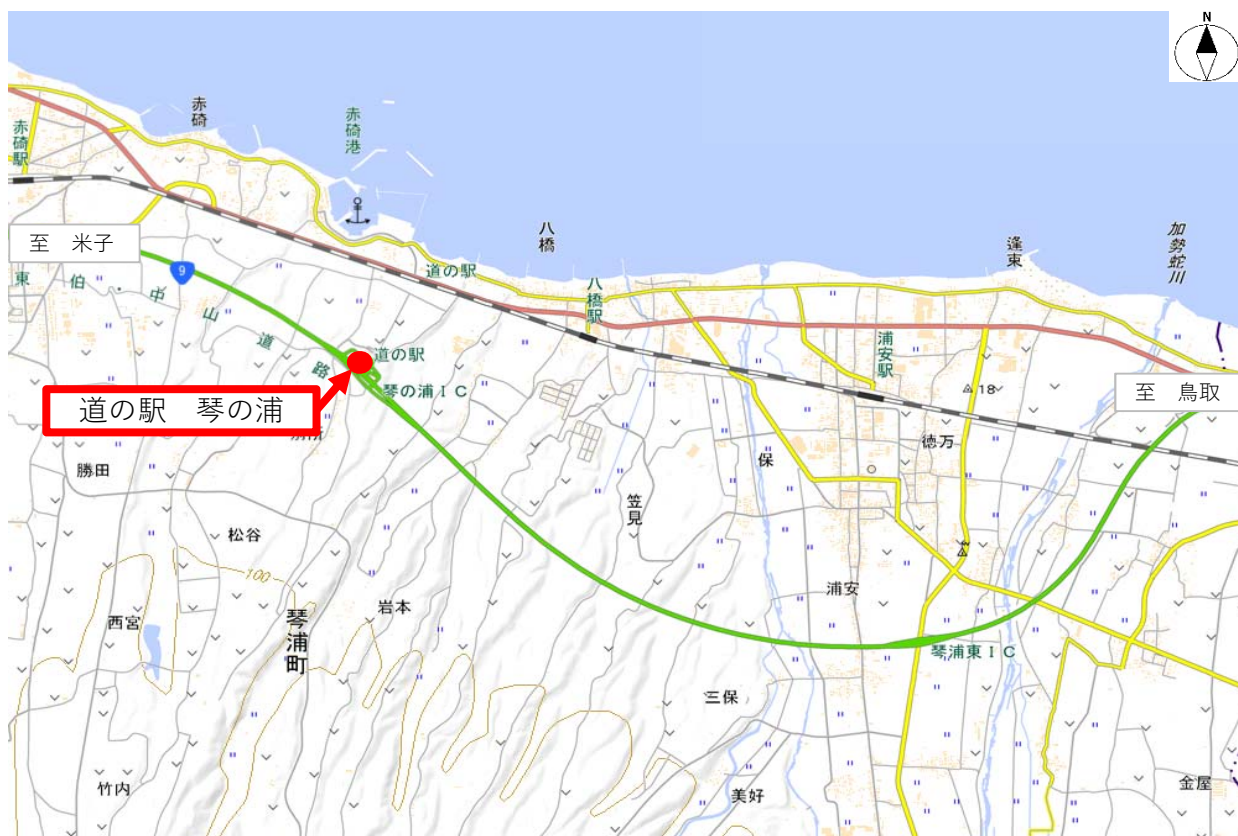 N
赤碕
赤碕港
赤碕駅
八橋
逢東
加勢蛇川
至　米子
9
道の駅
八橋駅
東伯・中山道路
浦安駅
18
道の駅
琴の浦ＩＣ
至　鳥取
道の駅　琴の浦
徳万
保
勝田
笠見
松谷
100
浦安
岩本
西宮
琴浦町
琴浦東ＩＣ
三保
竹内
美好
金屋